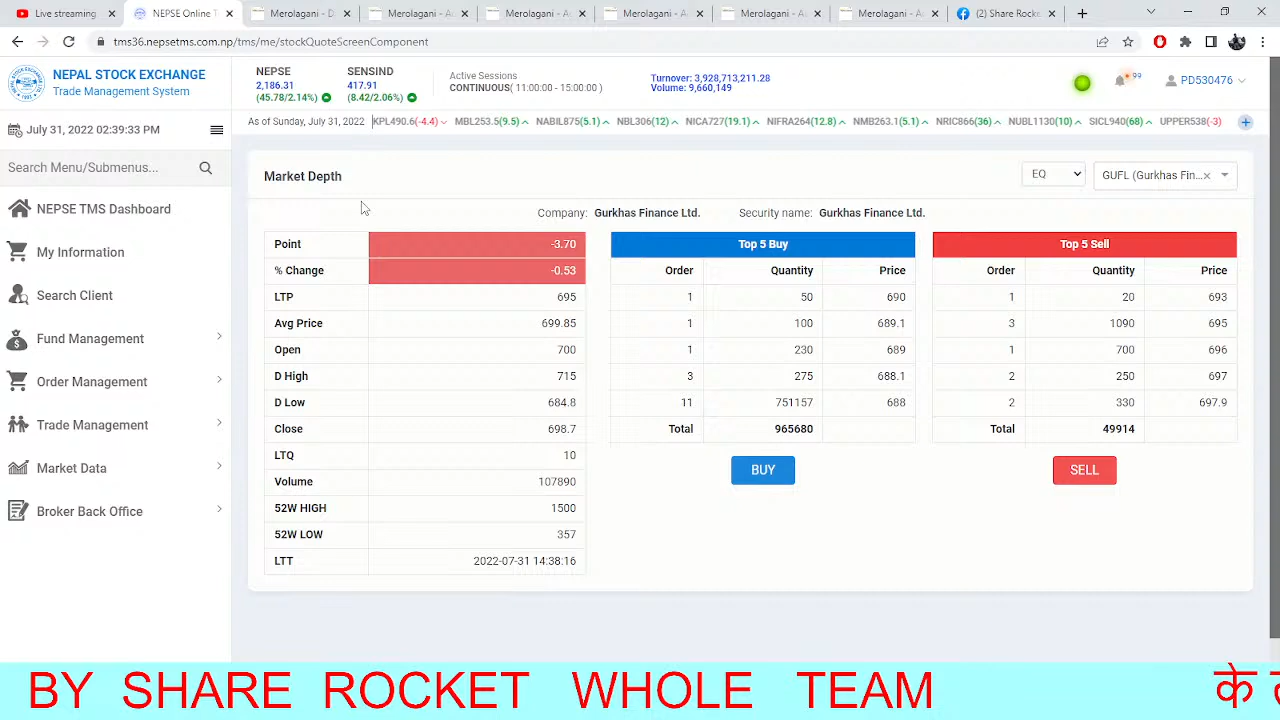 Live streaming
NEPSE Online T
Merolagani - D
Merolagani - A
Merolagani - A
Merolagani - A
Merolagani - A
Merolagani - A
(2) Share Rocke
tms36.nepsetms.com.np/tms/me/stockQuoteScreenComponent
NEPAL STOCK EXCHANGE
Trade Management System
NEPSE
2,186.31
(45.78/2.14%)
SENSIND
417.91
(8.42/2.06%)
Active Sessions
CONTINUOUS( 11:00:00 - 15:00:00 )
Turnover: 3,928,713,211.28
Volume: 9,660,149
99
PD530476
July 31, 2022 02:39:33 PM
As of Sunday, July 31, 2022
KPL490.6(-4.4) MBL253.5(9.5) NABIL875(5.1) NBL306(12) NICA727(19.1) NIFRA264(12.8) NMB263.1(5.1) NRIC866(36) NUBL1130(10) SICL940(68) UPPER538(-3)
Search Menu/Submenus...
NEPSE TMS Dashboard
My Information
Search Client
Fund Management
Order Management
Trade Management
Market Data
Broker Back Office
Market Depth
EQ
GUFL (Gurkhas Fin...×
Company: Gurkhas Finance Ltd. Security name: Gurkhas Finance Ltd.
Point -3.70
% Change -0.53
LTP 695
Avg Price 699.85
Open 700
D High 715
D Low 684.8
Close 698.7
LTQ 10
Volume 107890
52W HIGH 1500
52W LOW 357
LTT 2022-07-31 14:38:16
Top 5 Buy
Order Quantity Price
1 50 690
1 100 689.1
1 230 689
3 275 688.1
11 751157 688
Total 965680
BUY
Top 5 Sell
Order Quantity Price
1 20 693
3 1090 695
1 700 696
2 250 697
2 330 697.9
Total 49914
SELL
BY SHARE ROCKET WHOLE TEAM के